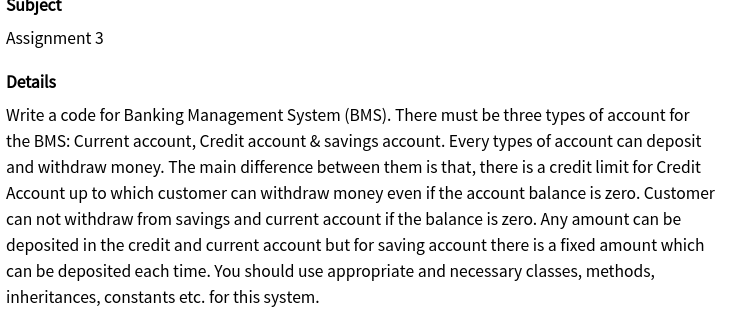 Subject
Assignment 3
Details
Write a code for Banking Management System (BMS). There must be three types of account for
the BMS: Current account, Credit account & savings account. Every types of account can deposit
and withdraw money. The main difference between them is that, there is a credit limit for Credit
Account up to which customer can withdraw money even if the account balance is zero. Customer
can not withdraw from savings and current account if the balance is zero. Any amount can be
deposited in the credit and current account but for saving account there is a fixed amount which
can be deposited each time. You should use appropriate and necessary classes, methods,
inheritances, constants etc. for this system.